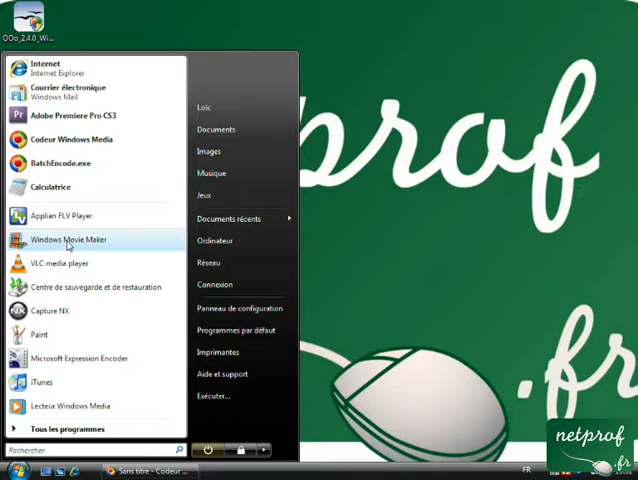 OOo_2.4.0_Wi...
Internet
Internet Explorer
Courrier électronique
Windows Mail
Adobe Premiere Pro CS3
Codeur Windows Media
BatchEncode.exe
Calculatrice
Applian FLV Player
Windows Movie Maker
VLC media player
Centre de sauvegarde et de restauration
Capture NX
Paint
Microsoft Expression Encoder
iTunes
Lecteur Windows Media
Tous les programmes
Rechercher
Loïc
Documents
Images
Musique
Jeux
Documents récents
Ordinateur
Réseau
Connexion
Panneau de configuration
Programmes par défaut
Imprimantes
Aide et support
Exécuter...
prof
.fr
netprof
.fr
Sans titre - Codeur ...
FR